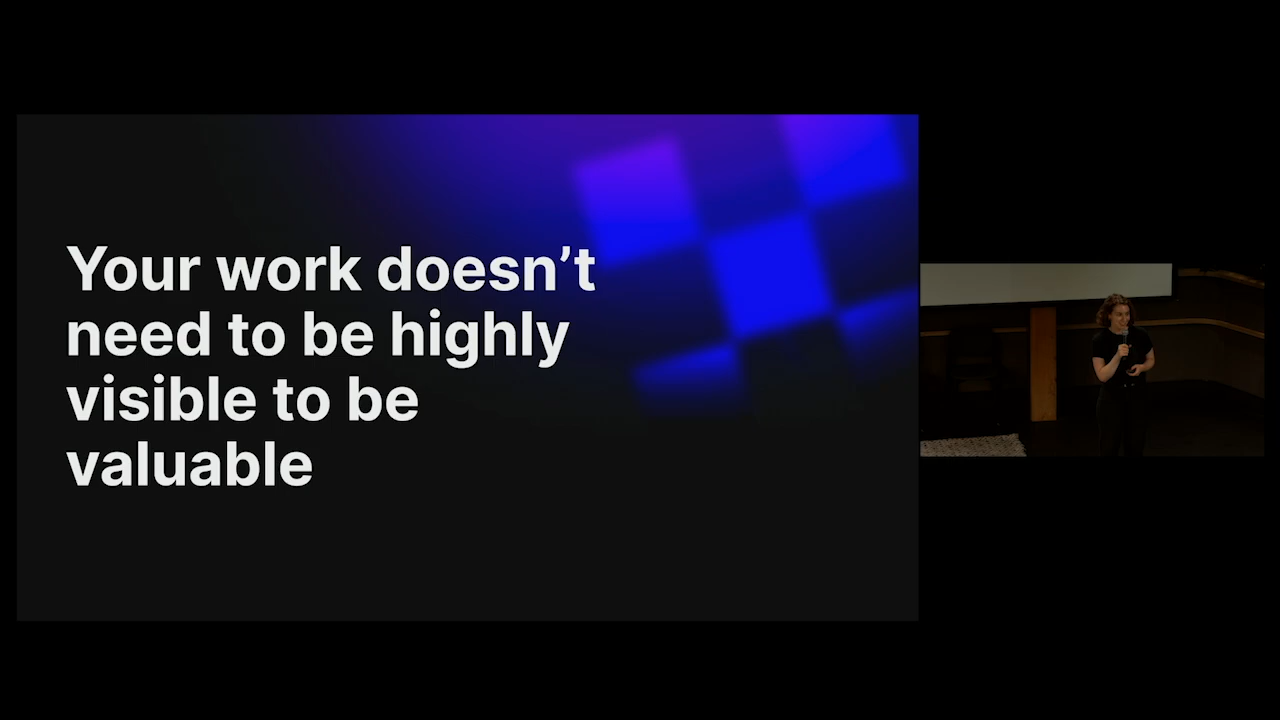 Your work doesn’t
need to be highly
visible to be
valuable